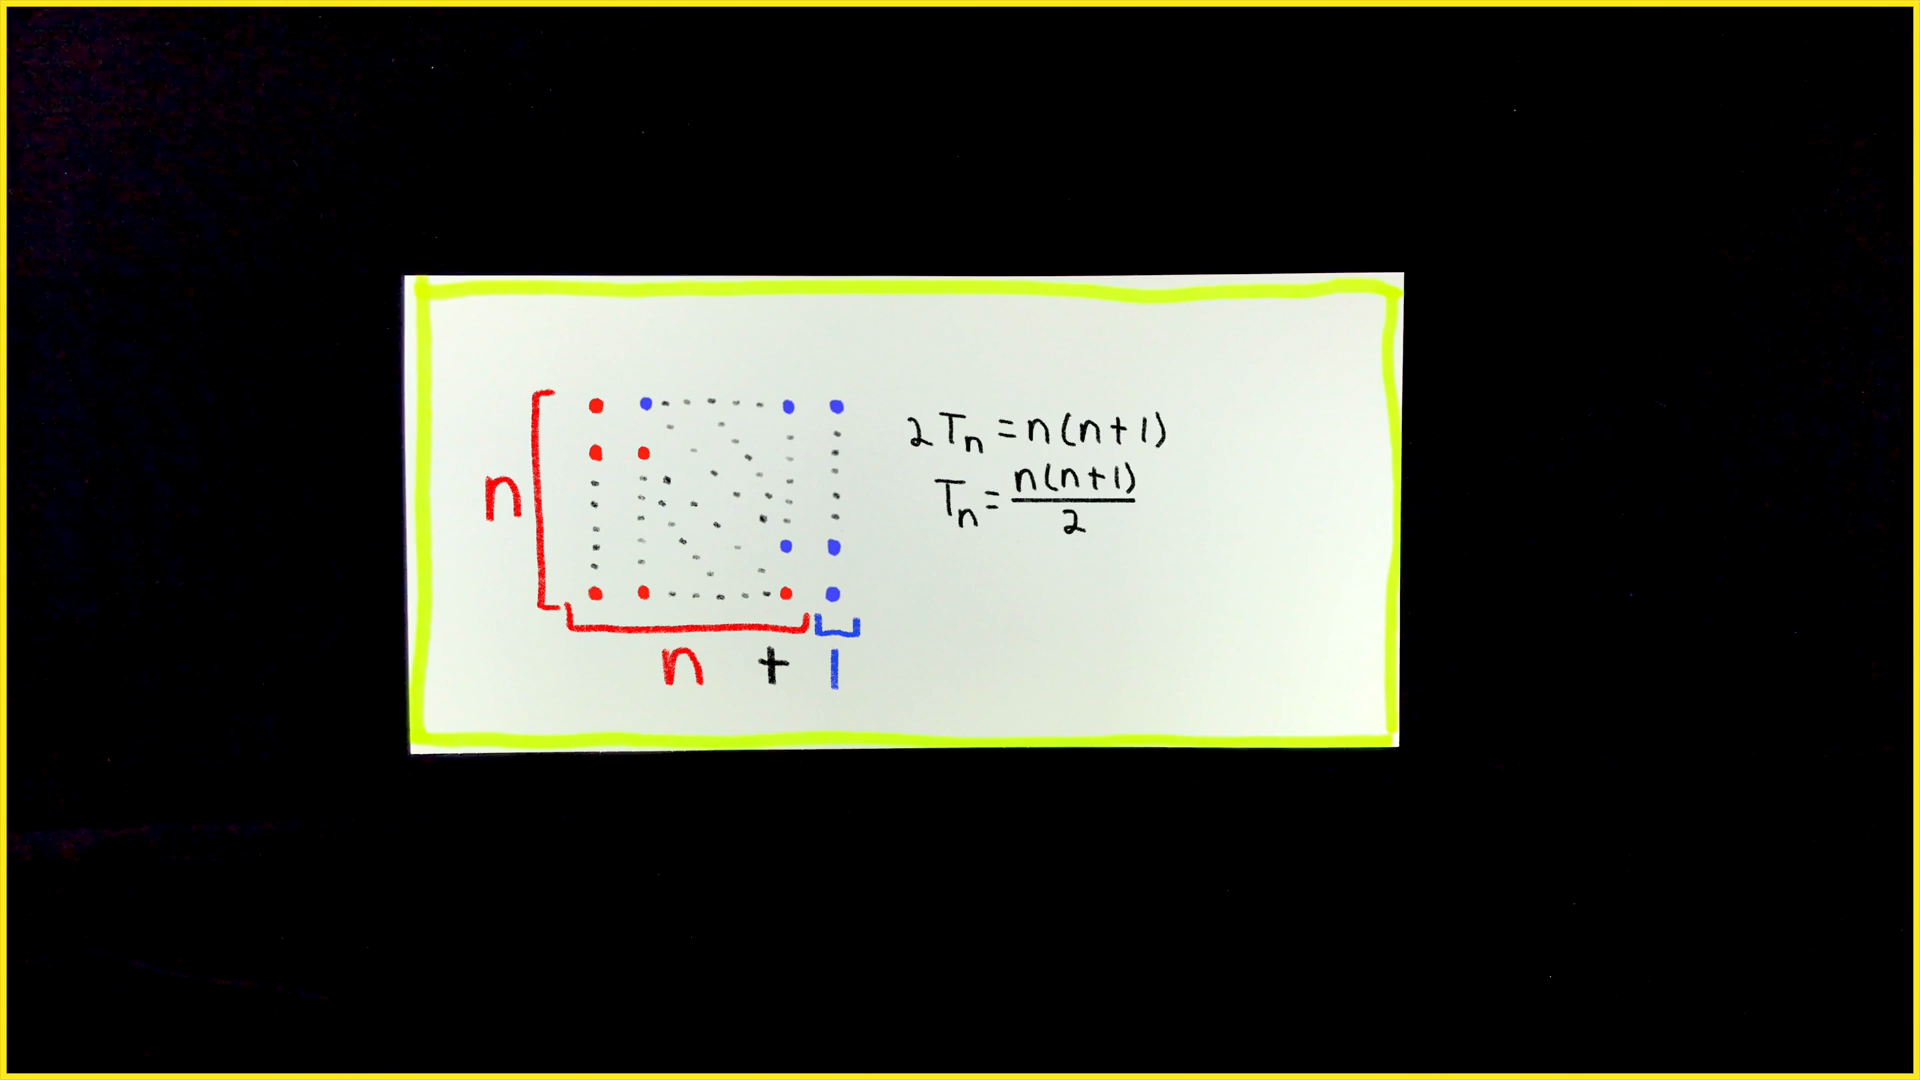 2Tn = n(n+1)
Tn = n(n+1)/2
n
n + 1